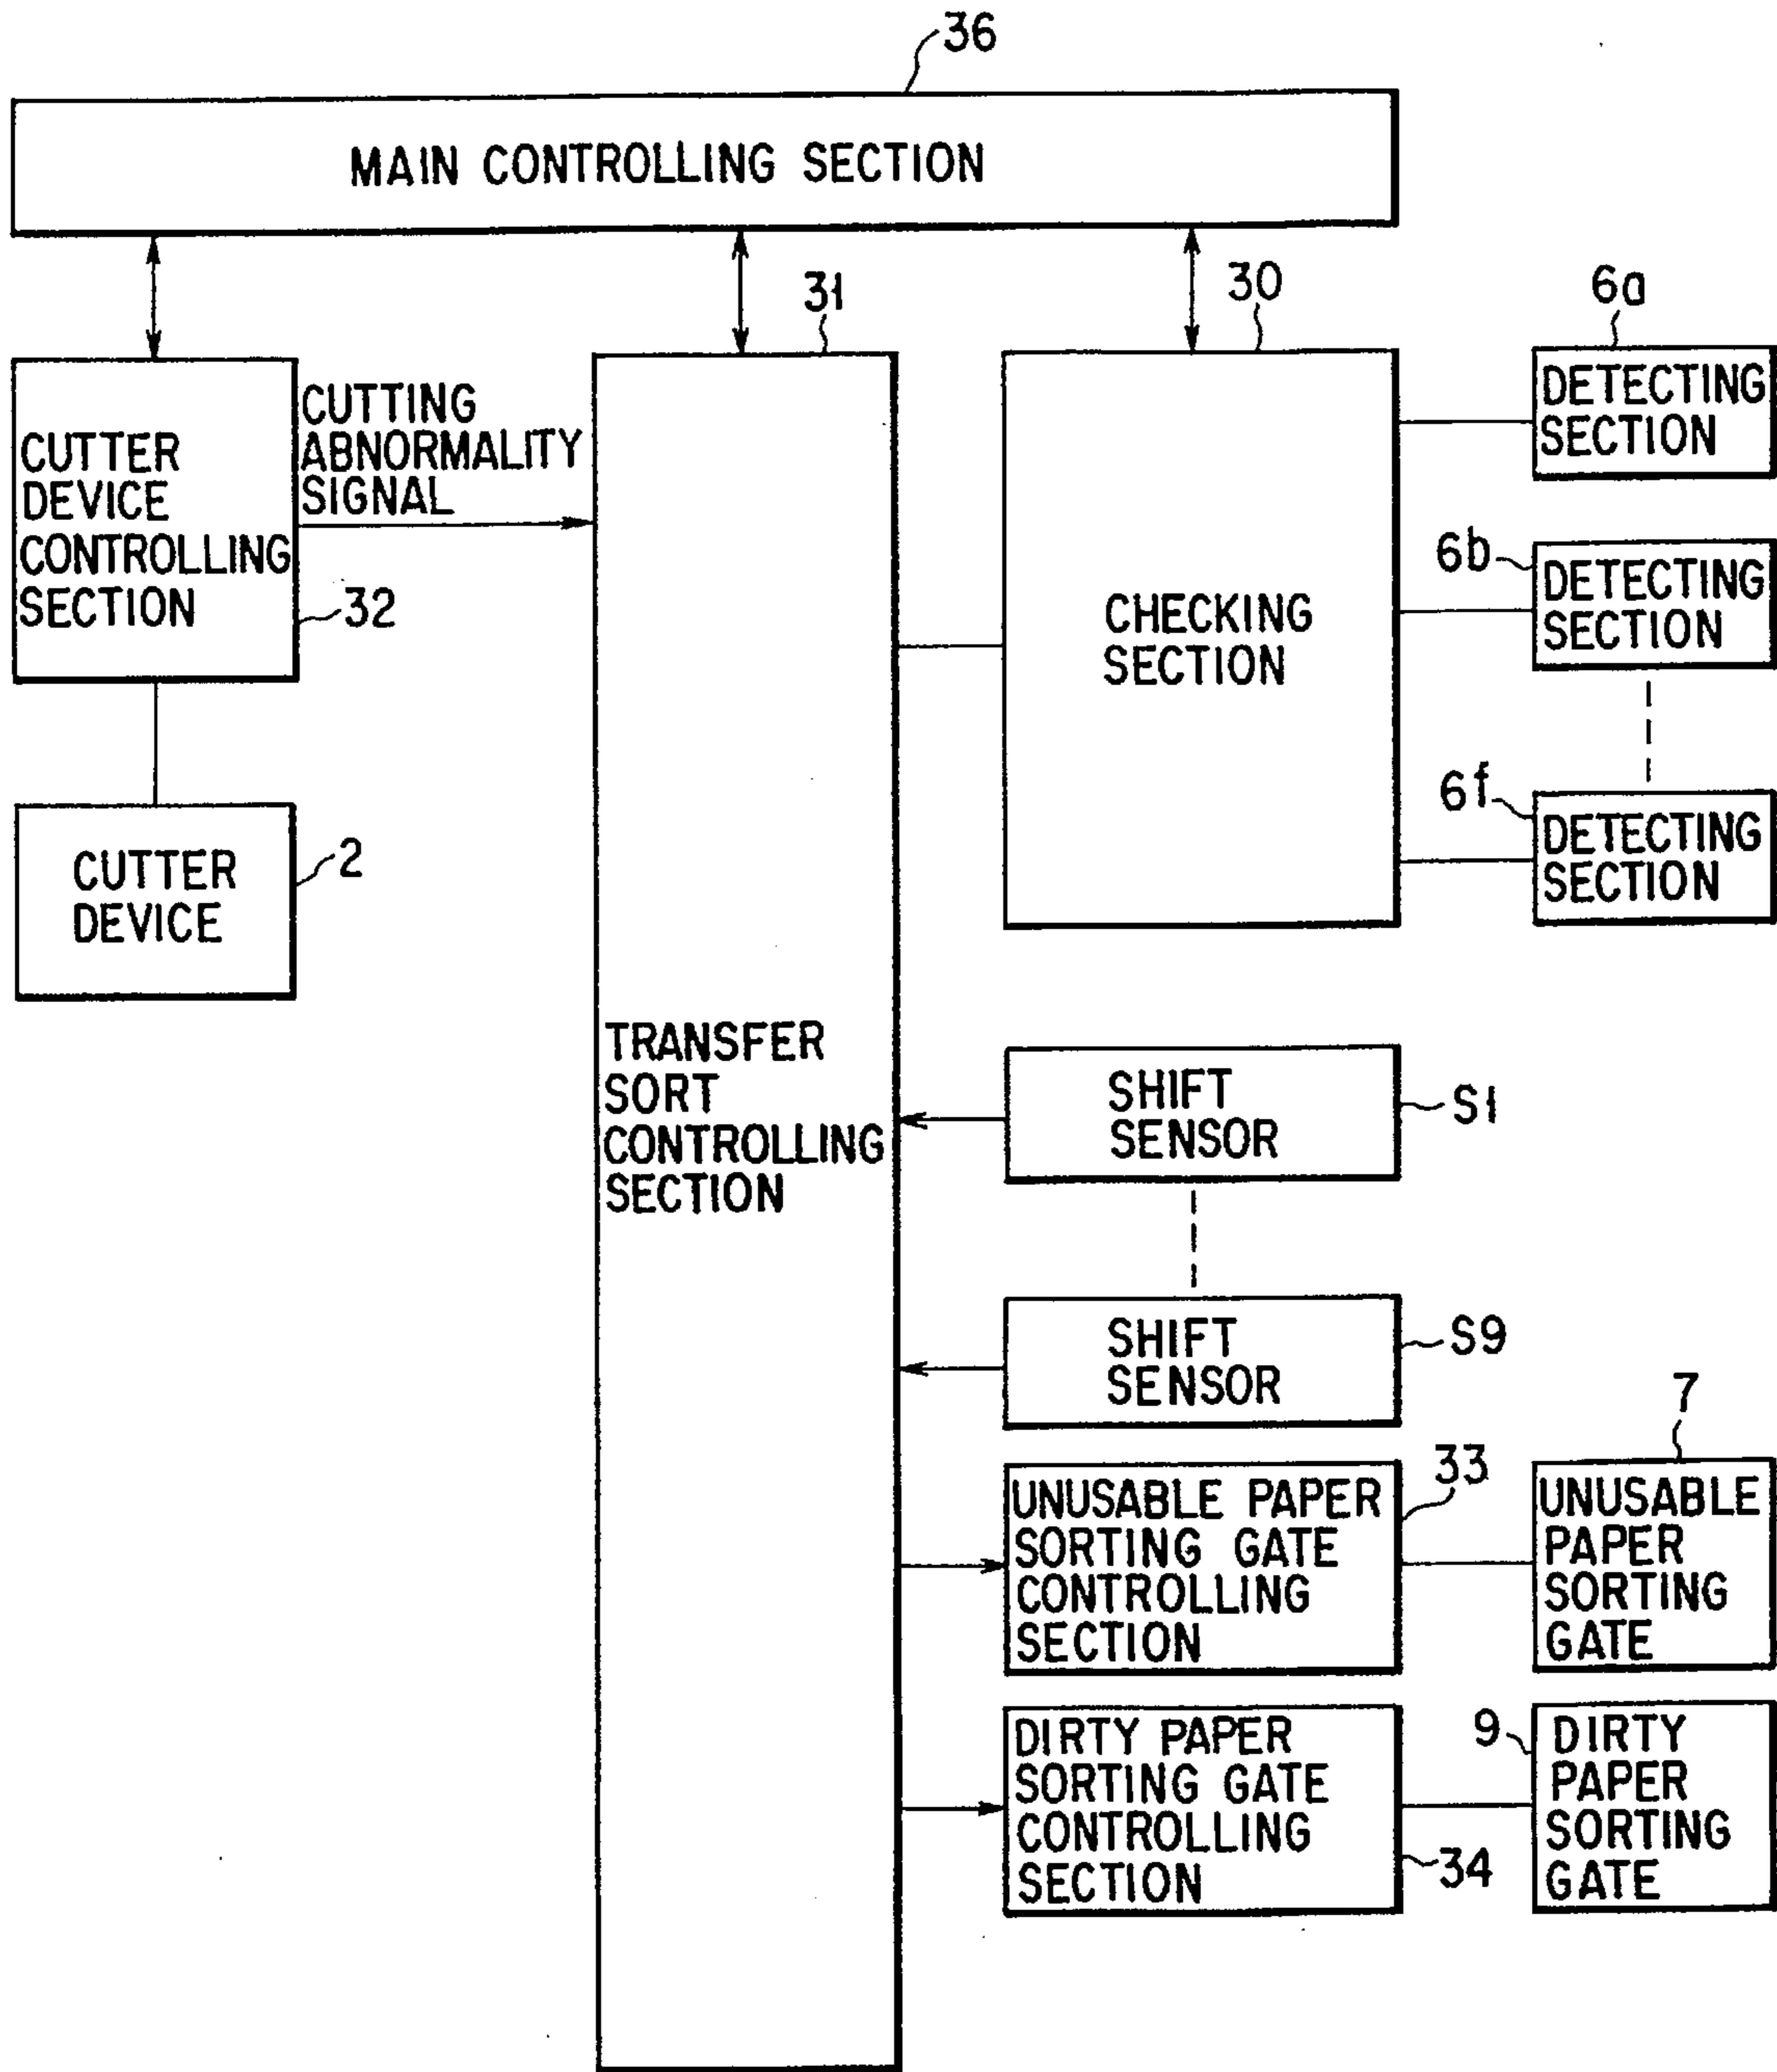 36
MAIN CONTROLLING SECTION
31
30
6a
DETECTING
SECTION
CUTTER
DEVICE
CONTROLLING
SECTION
32
CUTTING
ABNORMALITY
SIGNAL
6b
DETECTING
SECTION
CHECKING
SECTION
6f
DETECTING
SECTION
CUTTER
DEVICE
2
TRANSFER
SORT
CONTROLLING
SECTION
SHIFT
SENSOR
S1
SHIFT
SENSOR
S9
7
UNUSABLE PAPER
SORTING GATE
CONTROLLING
SECTION
33
UNUSABLE
PAPER
SORTING
GATE
DIRTY PAPER
SORTING GATE
CONTROLLING
SECTION
34
9
DIRTY
PAPER
SORTING
GATE